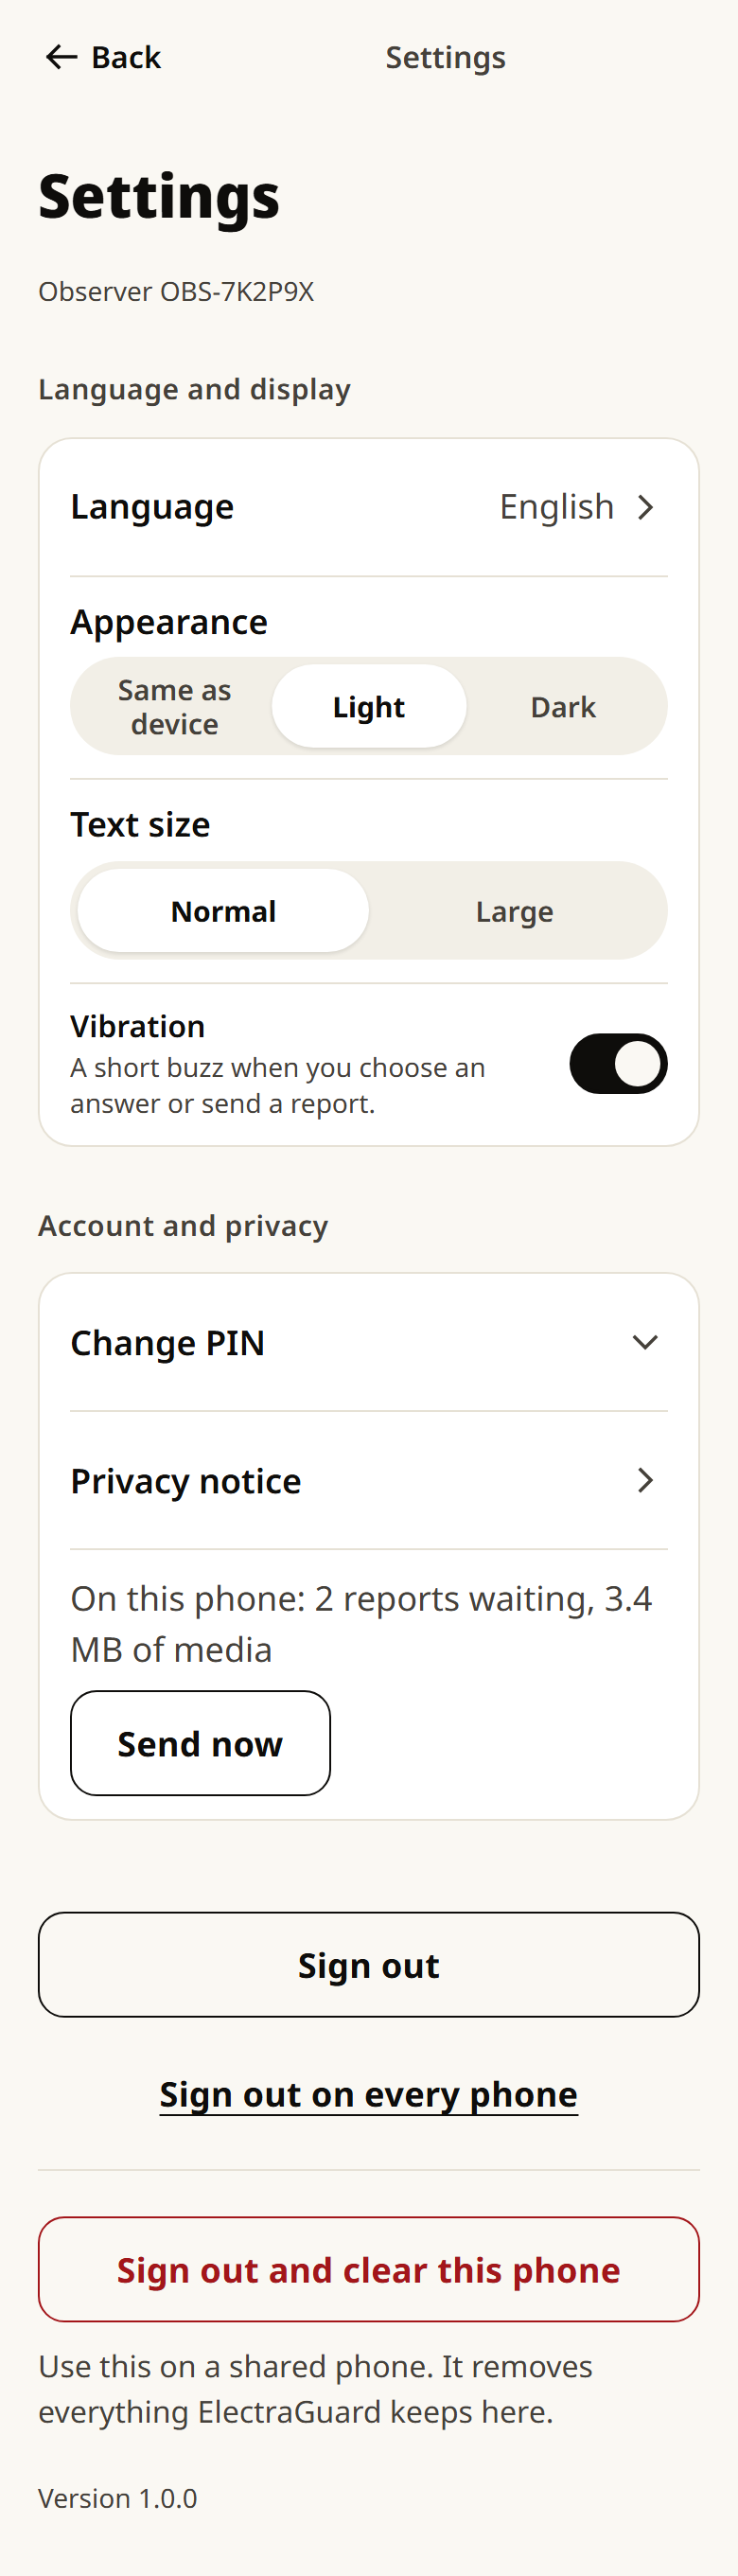 Back
Settings
Settings
Observer OBS-7K2P9X
Language and display
Language
English
Appearance
Same as
device
Light
Dark
Text size
Normal
Large
Vibration
A short buzz when you choose an
answer or send a report.
Account and privacy
Change PIN
Privacy notice
On this phone: 2 reports waiting, 3.4
MB of media
Send now
Sign out
Sign out on every phone
Sign out and clear this phone
Use this on a shared phone. It removes
everything ElectraGuard keeps here.
Version 1.0.0